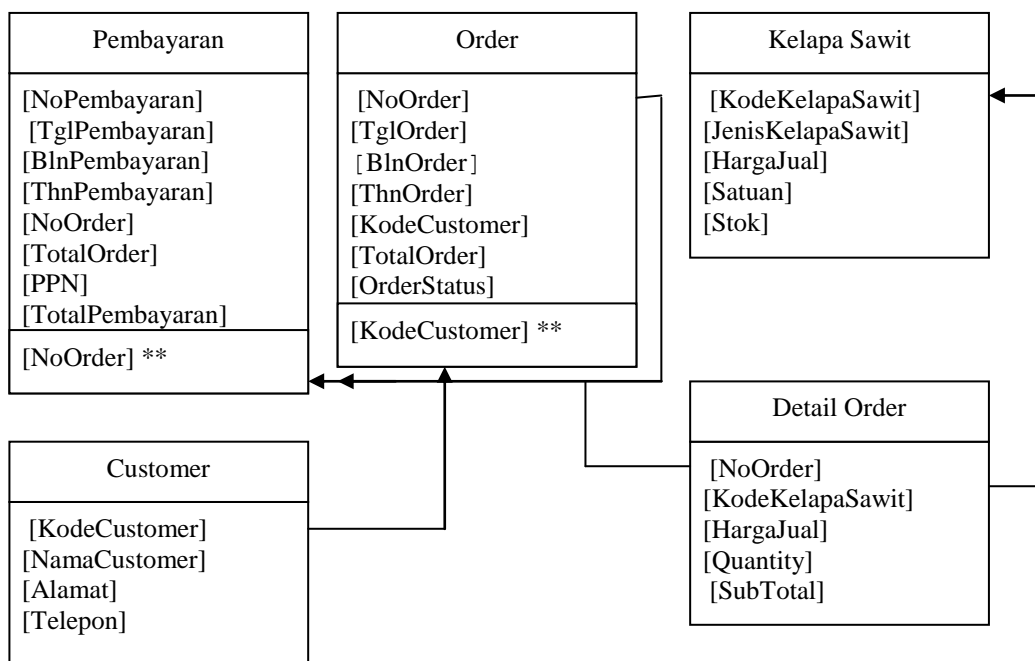 Pembayaran
[NoPembayaran]
[TglPembayaran]
[BlnPembayaran]
[ThnPembayaran]
[NoOrder]
[TotalOrder]
[PPN]
[TotalPembayaran]
[NoOrder] **
Order
[NoOrder]
[TglOrder]
[BlnOrder]
[ThnOrder]
[KodeCustomer]
[TotalOrder]
[OrderStatus]
[KodeCustomer] **
Kelapa Sawit
[KodeKelapaSawit]
[JenisKelapaSawit]
[HargaJual]
[Satuan]
[Stok]
Customer
[KodeCustomer]
[NamaCustomer]
[Alamat]
[Telepon]
Detail Order
[NoOrder]
[KodeKelapaSawit]
[HargaJual]
[Quantity]
[SubTotal]